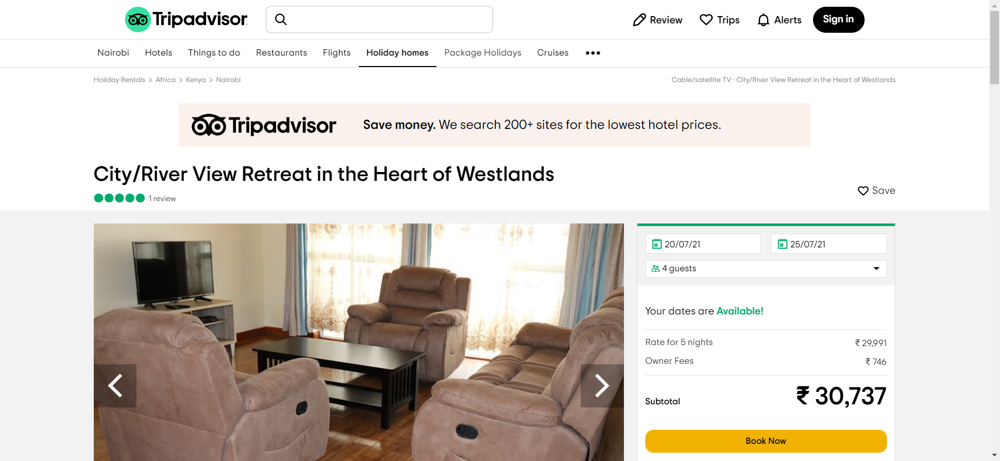 Tripadvisor
Review
Trips
Alerts
Sign in
Nairobi
Hotels
Things to do
Restaurants
Flights
Holiday homes
Package Holidays
Cruises
Holiday Rentals > Africa > Kenya > Nairobi
Cable/satellite TV - City/River View Retreat in the Heart of Westlands
Tripadvisor
Save money. We search 200+ sites for the lowest hotel prices.
City/River View Retreat in the Heart of Westlands
1 review
Save
20/07/21
25/07/21
4 guests
Your dates are Available!
Rate for 5 nights
₹ 29,991
Owner Fees
₹ 746
Subtotal
₹ 30,737
Book Now